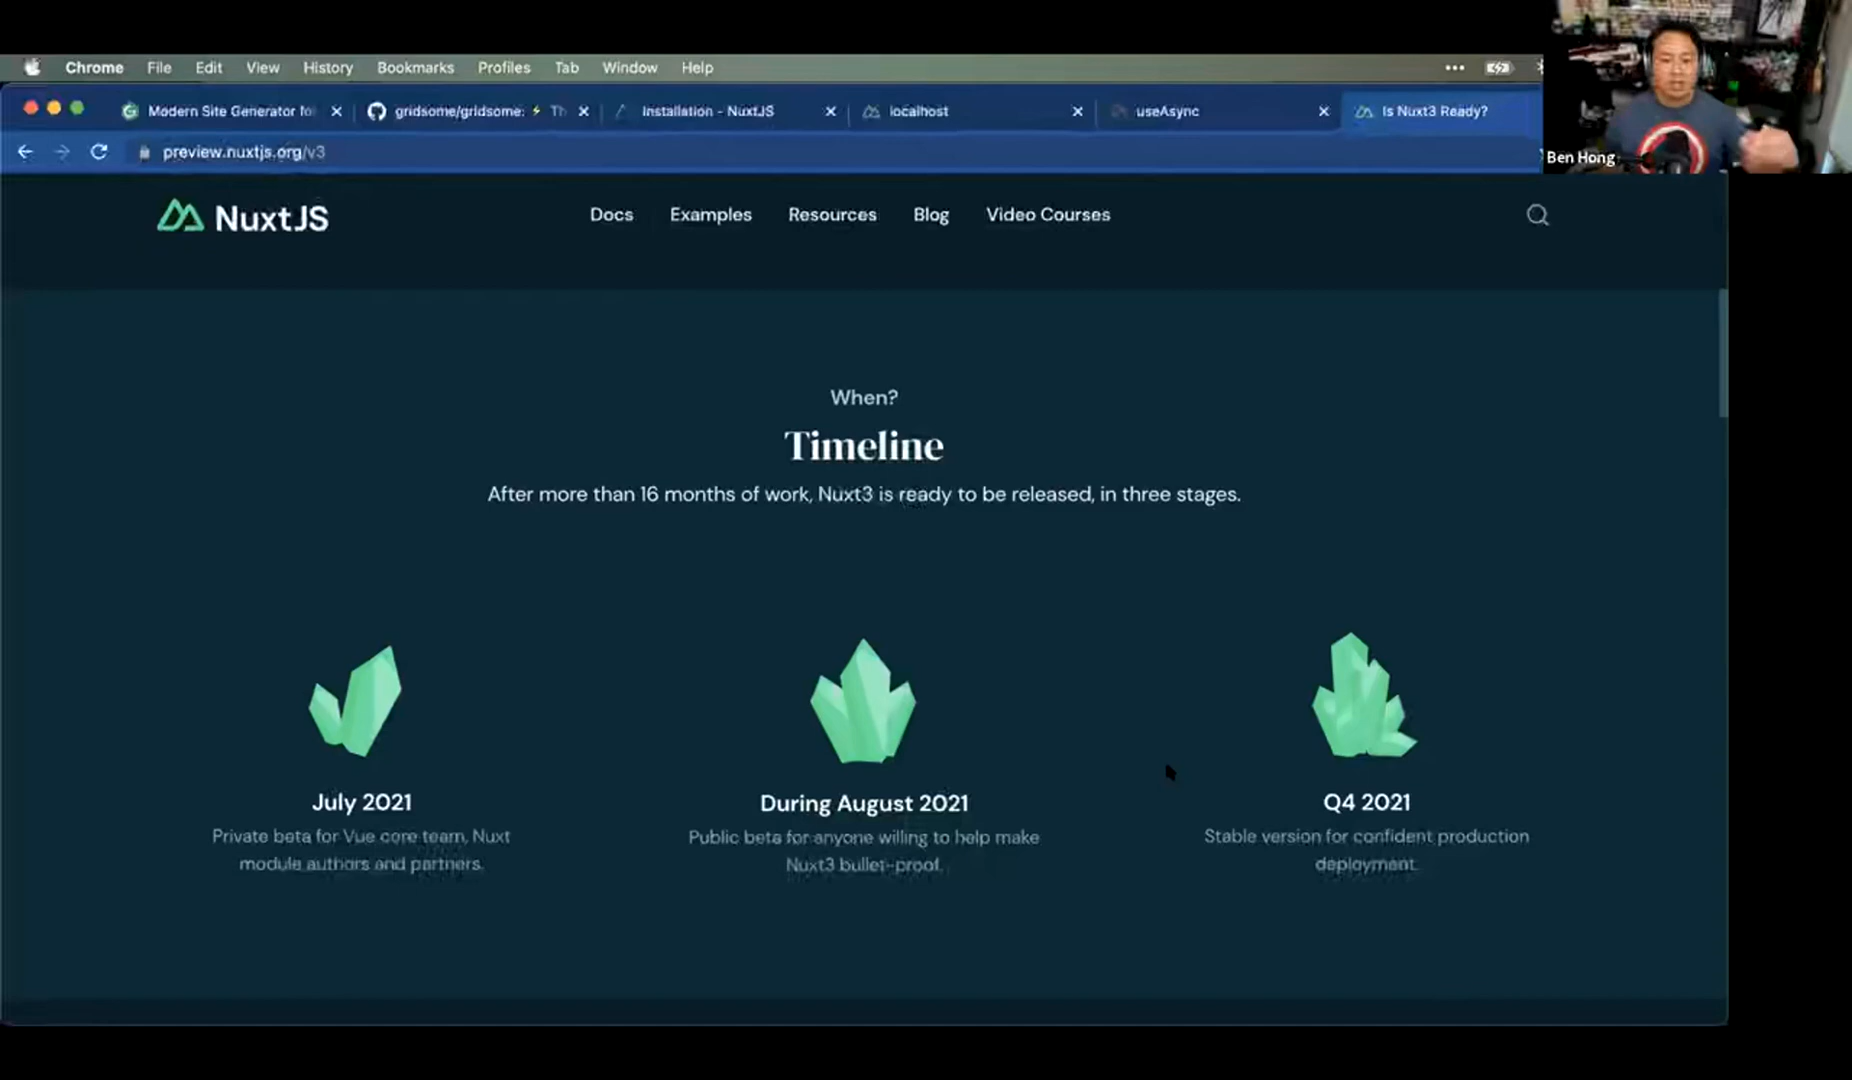 Chrome File Edit View History Bookmarks Profiles Tab Window Help
Modern Site Generator fo
gridsome/gridsome: ⚡ Th
Installation - NuxtJS
localhost
useAsync
Is Nuxt3 Ready?
preview.nuxtjs.org/v3
Ben Hong
NuxtJS
Docs Examples Resources Blog Video Courses
When?
Timeline
After more than 16 months of work, Nuxt3 is ready to be released, in three stages.
July 2021
Private beta for Vue core team, Nuxt
module authors and partners.
During August 2021
Public beta for anyone willing to help make
Nuxt3 bullet-proof.
Q4 2021
Stable version for confident production
deployment.